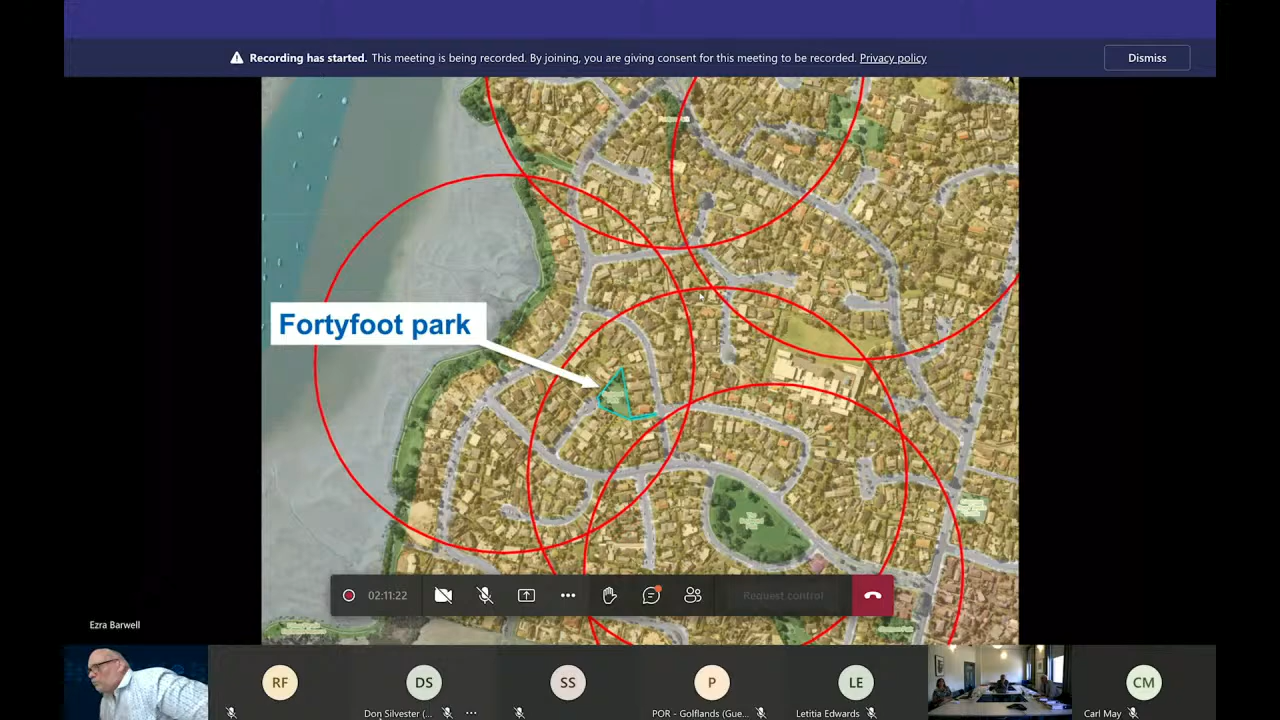 Recording has started. This meeting is being recorded. By joining, you are giving consent for this meeting to be recorded. Privacy policy
Dismiss
Fortyfoot park
02:11:22
Request control
Ezra Barwell
RF
DS
SS
P
LE
CM
Don Silvester (...
POR - Golflands (Gue...
Letitia Edwards
Carl May